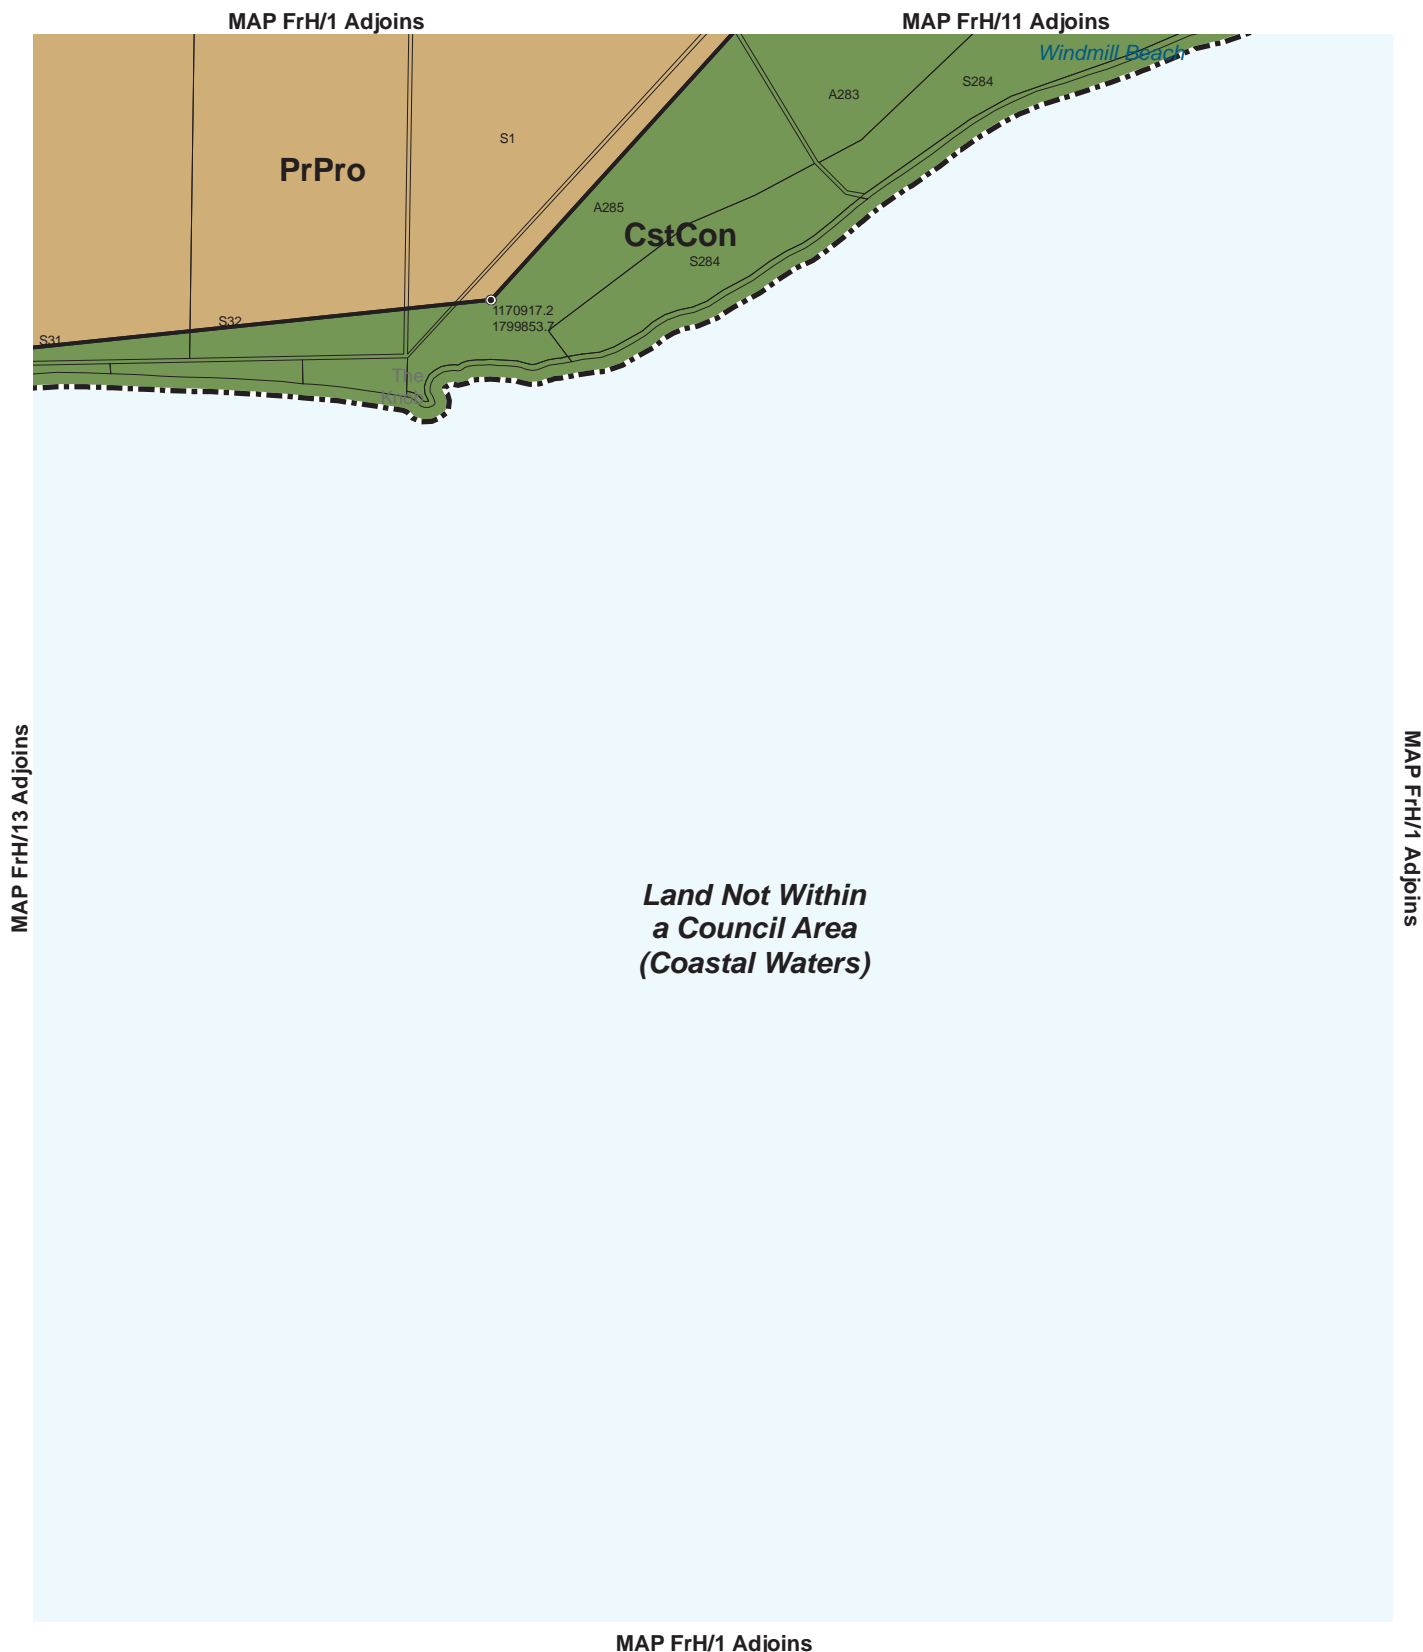 MAP FrH/1 Adjoins
MAP FrH/11 Adjoins
Windmill Beach
S284
A283
S1
PrPro
A285
CstCon
S284
1170917.2
1799853.7
S32
S31
The
Knob
MAP FrH/13 Adjoins
MAP FrH/1 Adjoins
Land Not Within
a Council Area
(Coastal Waters)
MAP FrH/1 Adjoins